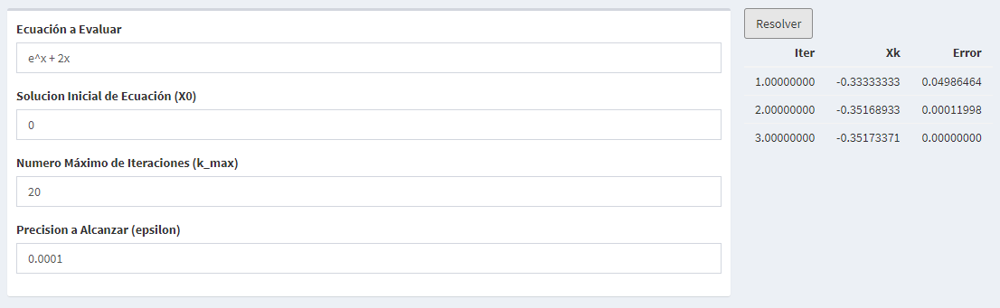 Ecuación a Evaluar
e^x + 2x
Solucion Inicial de Ecuación (X0)
0
Numero Máximo de Iteraciones (k_max)
20
Precision a Alcanzar (epsilon)
0.0001
Resolver
Iter Xk Error
1.00000000 -0.33333333 0.04986464
2.00000000 -0.35168933 0.00011998
3.00000000 -0.35173371 0.00000000